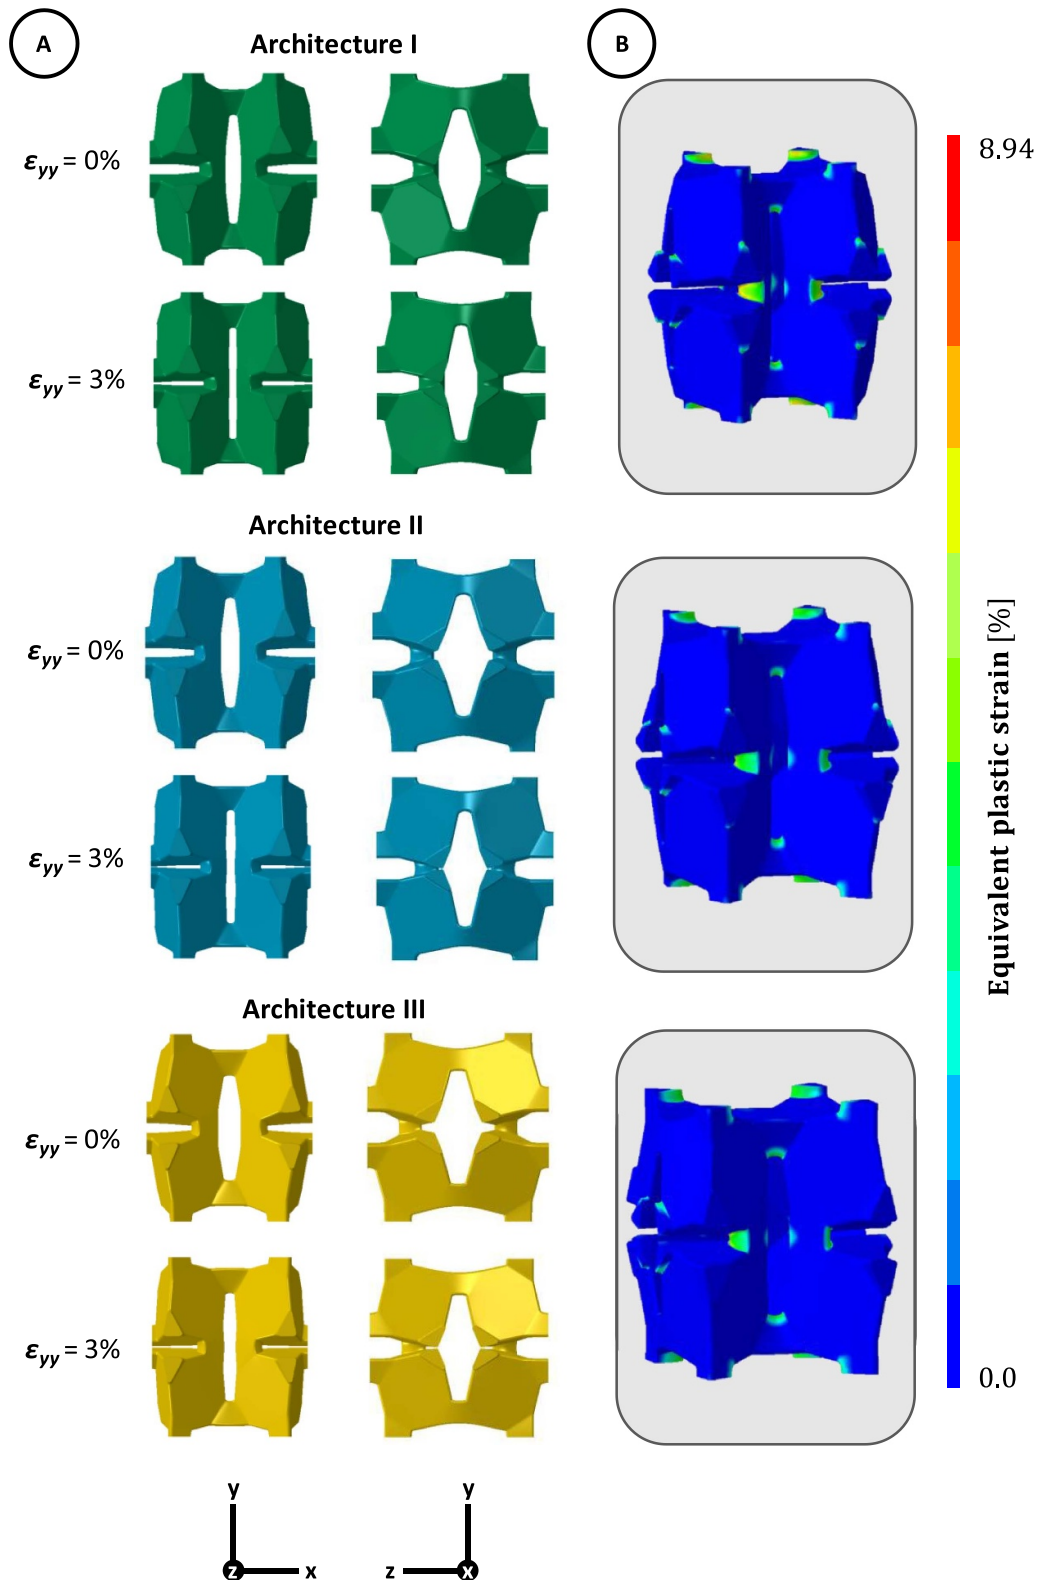 A
B
Architecture I
εyy = 0%
εyy = 3%
Architecture II
εyy = 0%
εyy = 3%
Architecture III
εyy = 0%
εyy = 3%
y
z
x
y
z
x
8.94
Equivalent plastic strain [%]
0.0